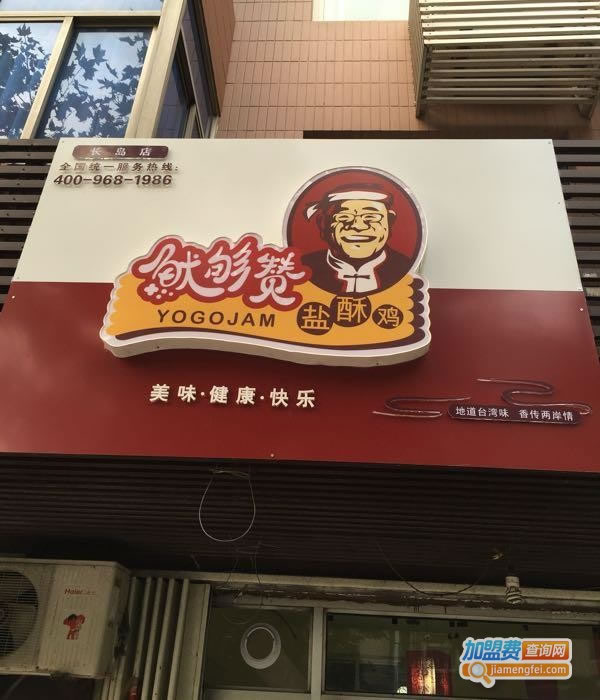 长岛店
全国统一服务热线:
400-968-1986
猷够赞
YOGOJAM
盐酥鸡
美味·健康·快乐
地道台湾味 香传两岸情
Haier
加盟费查询网
jiamengfei.com